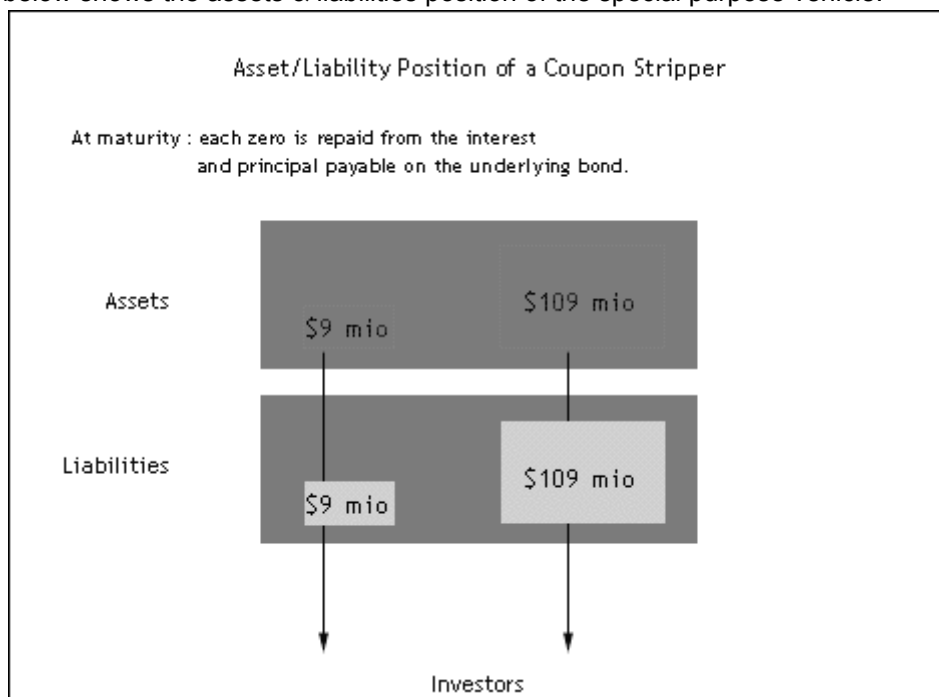 below shows the assets & liabilities position of the special purpose vehicle.
Asset/Liability Position of a Coupon Stripper
At maturity : each zero is repaid from the interest
and principal payable on the underlying bond.
Assets
$9 mio
$109 mio
Liabilities
$9 mio
$109 mio
Investors